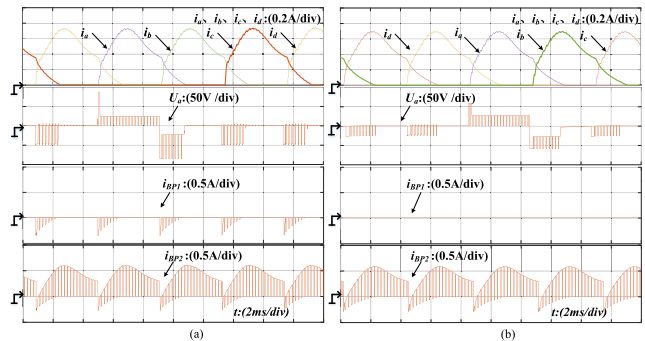 ia、 ib、 ic、 id:(0.2A/div)
ia ib ic id
Ua:(50V /div)
iBP1:(0.5A/div)
iBP2:(0.5A/div)
t:(2ms/div)
(a)
ia、 ib、 ic、 id:(0.2A/div)
id ia ib ic
Ua:(50V /div)
iBP1:(0.5A/div)
iBP2:(0.5A/div)
t:(2ms/div)
(b)